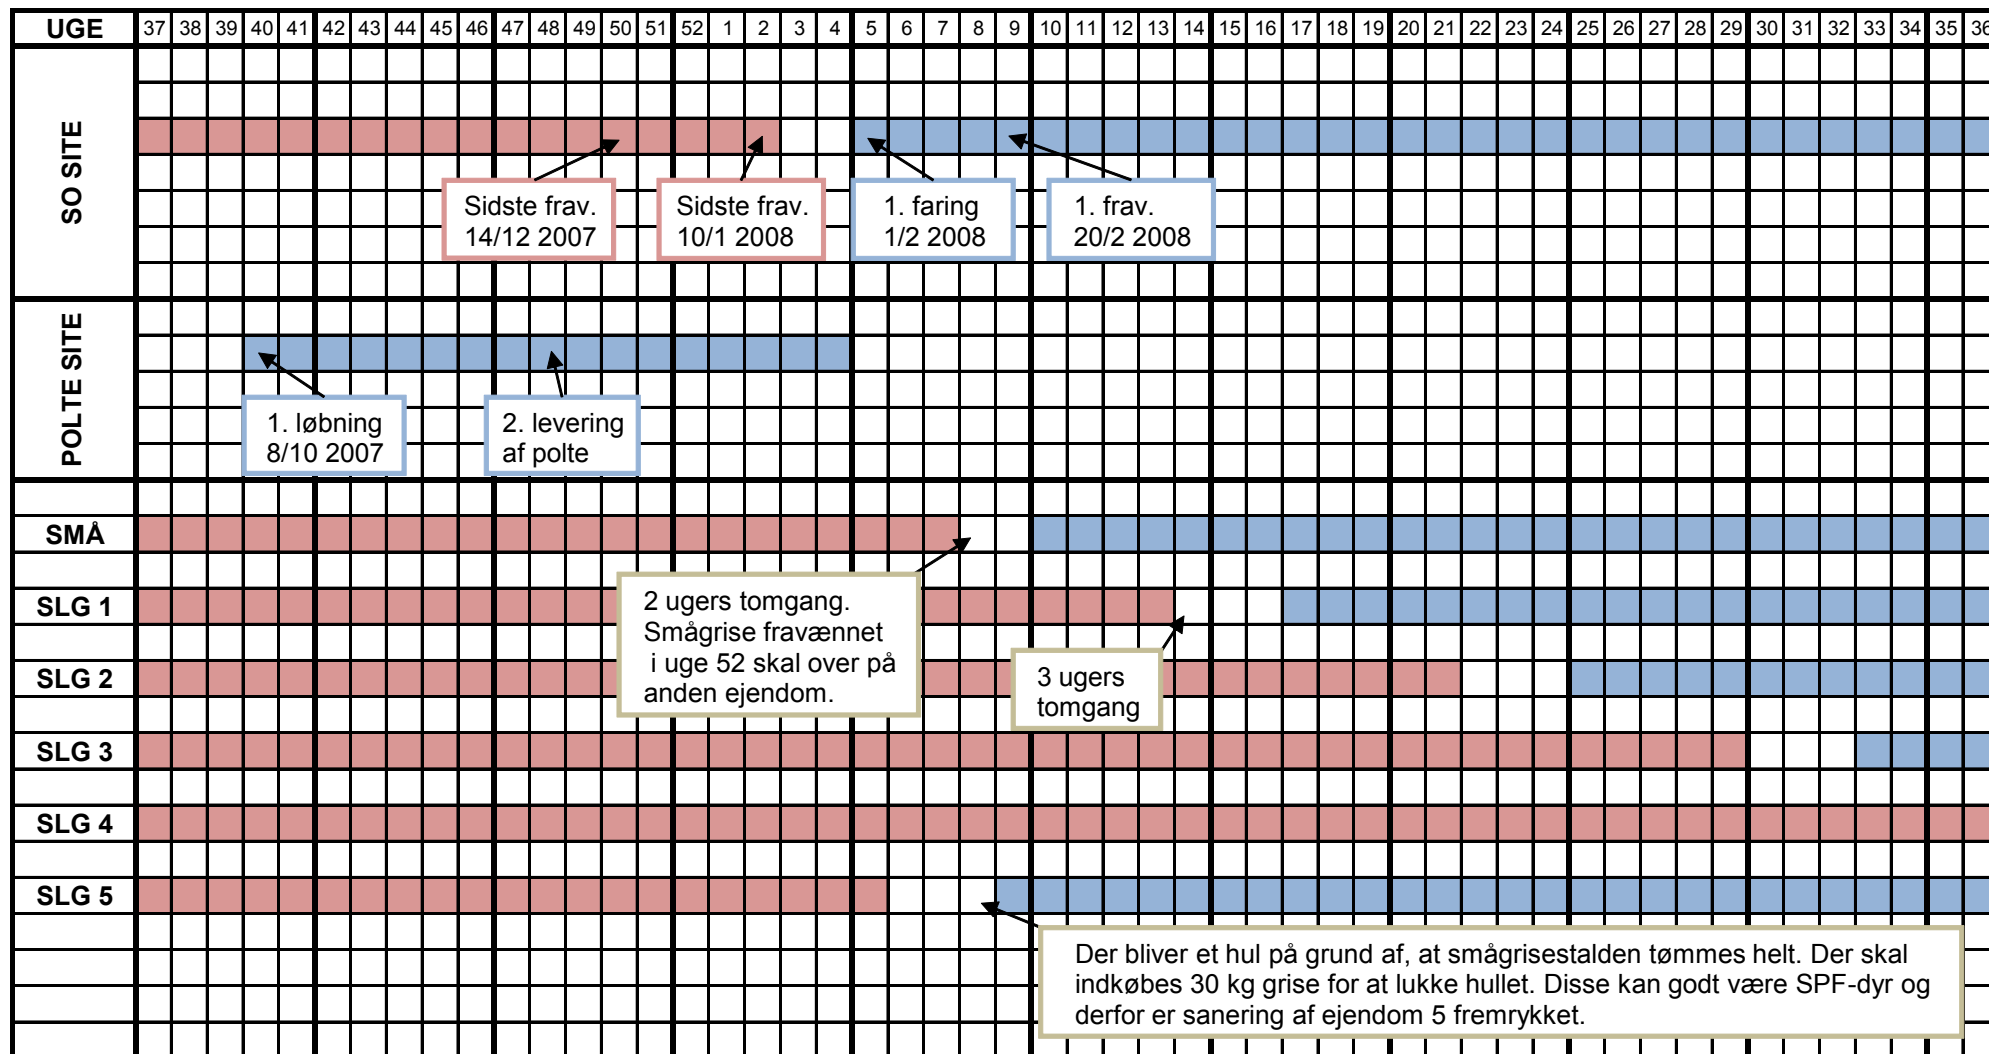 UGE 37 38 39 40 41 42 43 44 45 46 47 48 49 50 51 52 1 2 3 4 5 6 7 8 9 10 11 12 13 14 15 16 17 18 19 20 21 22 23 24 25 26 27 28 29 30 31 32 33 34 35 36
SO SITE
Sidste frav.
14/12 2007
Sidste frav.
10/1 2008
1. faring
1/2 2008
1. frav.
20/2 2008
POLTE SITE
1. løbning
8/10 2007
2. levering
af polte
SMÅ
2 ugers tomgang.
Smågrise fravænnet
i uge 52 skal over på
anden ejendom.
SLG 1
3 ugers
tomgang
SLG 2
SLG 3
SLG 4
SLG 5
Der bliver et hul på grund af, at smågrisestalden tømmes helt. Der skal
indkøbes 30 kg grise for at lukke hullet. Disse kan godt være SPF-dyr og
derfor er sanering af ejendom 5 fremrykket.